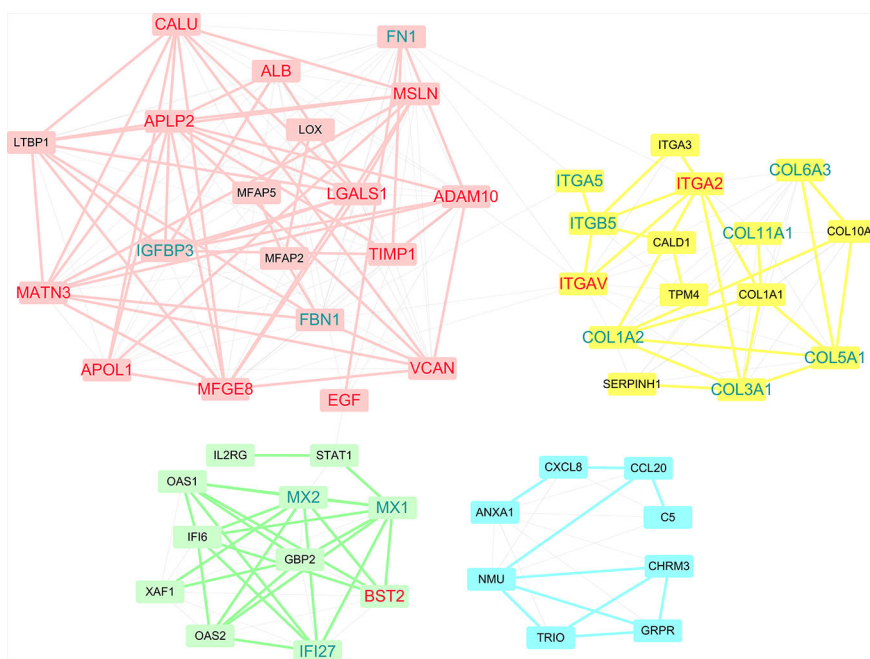 CALU
FN1
ALB
MSLN
APLP2
LOX
LTBP1
MFAP5
LGALS1
ADAM10
IGFBP3
MFAP2
TIMP1
MATN3
FBN1
APOL1
MFGE8
VCAN
EGF
ITGA3
ITGA5
ITGA2
COL6A3
ITGB5
CALD1
COL11A1
COL10A
ITGAV
TPM4
COL1A1
COL1A2
COL5A1
SERPINH1
COL3A1
IL2RG
STAT1
OAS1
MX2
MX1
IFI6
GBP2
XAF1
BST2
OAS2
IFI27
CXCL8
CCL20
ANXA1
C5
NMU
CHRM3
TRIO
GRPR